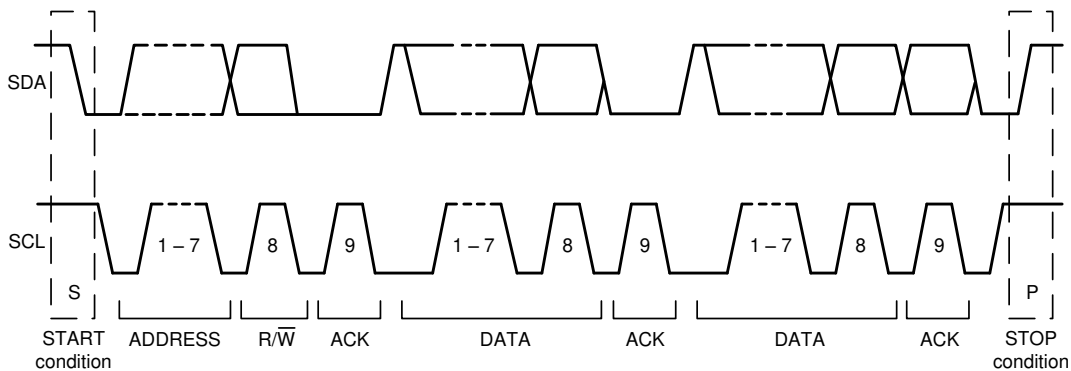 SDA
SCL
1 – 7
8
9
1 – 7
8
9
1 – 7
8
9
S
P
START
condition
ADDRESS
R/W̅
ACK
DATA
ACK
DATA
ACK
STOP
condition